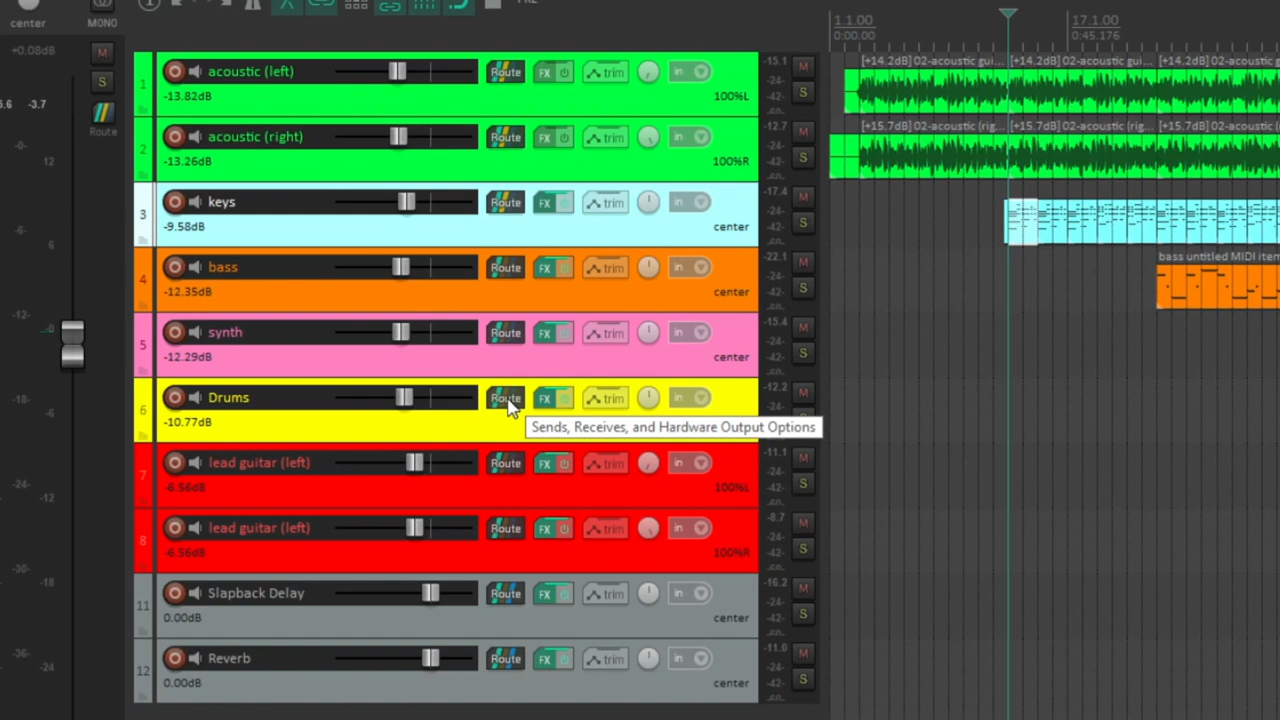 center
MONO
+0.08dB
M
S
5.6 -3.7
Route
-0-
12
-6-
6
-12-
-0
-18-
-6
-24-
-12
-30-
-18
-36-
-24
1.1.00
0:00.00
17.1.00
0:45.176
1
acoustic (left)
Route
FX
trim
in
-13.82dB
100%L
-15.1
-24-
-42-
M
S
[+14.2dB] 02-acoustic gui...
[+14.2dB] 02-acoustic gui...
[+14.2dB] 02-acoustic g
2
acoustic (right)
Route
FX
trim
in
-13.26dB
100%R
-12.7
-24-
-42-
M
S
[+15.7dB] 02-acoustic (rig...
[+15.7dB] 02-acoustic (rig...
[+15.7dB] 02-acoustic (
3
keys
Route
FX
trim
in
-9.58dB
center
-17.4
-24-
-42-
M
S
4
bass
Route
FX
trim
in
-12.35dB
center
-22.1
-24-
-42-
M
S
bass untitled MIDI item
5
synth
Route
FX
trim
in
-12.29dB
center
-15.4
-24-
-42-
M
S
6
Drums
Route
FX
trim
in
-10.77dB
-12.2
-24-
M
Sends, Receives, and Hardware Output Options
7
lead guitar (left)
Route
FX
trim
in
-6.56dB
100%L
-11.1
-24-
-42-
M
S
8
lead guitar (left)
Route
FX
trim
in
-6.56dB
100%R
-8.7
-24-
-42-
M
S
11
Slapback Delay
Route
FX
trim
in
0.00dB
center
-16.2
-24-
-42-
M
S
12
Reverb
Route
FX
trim
in
0.00dB
center
-11.0
-24-
-42-
M
S